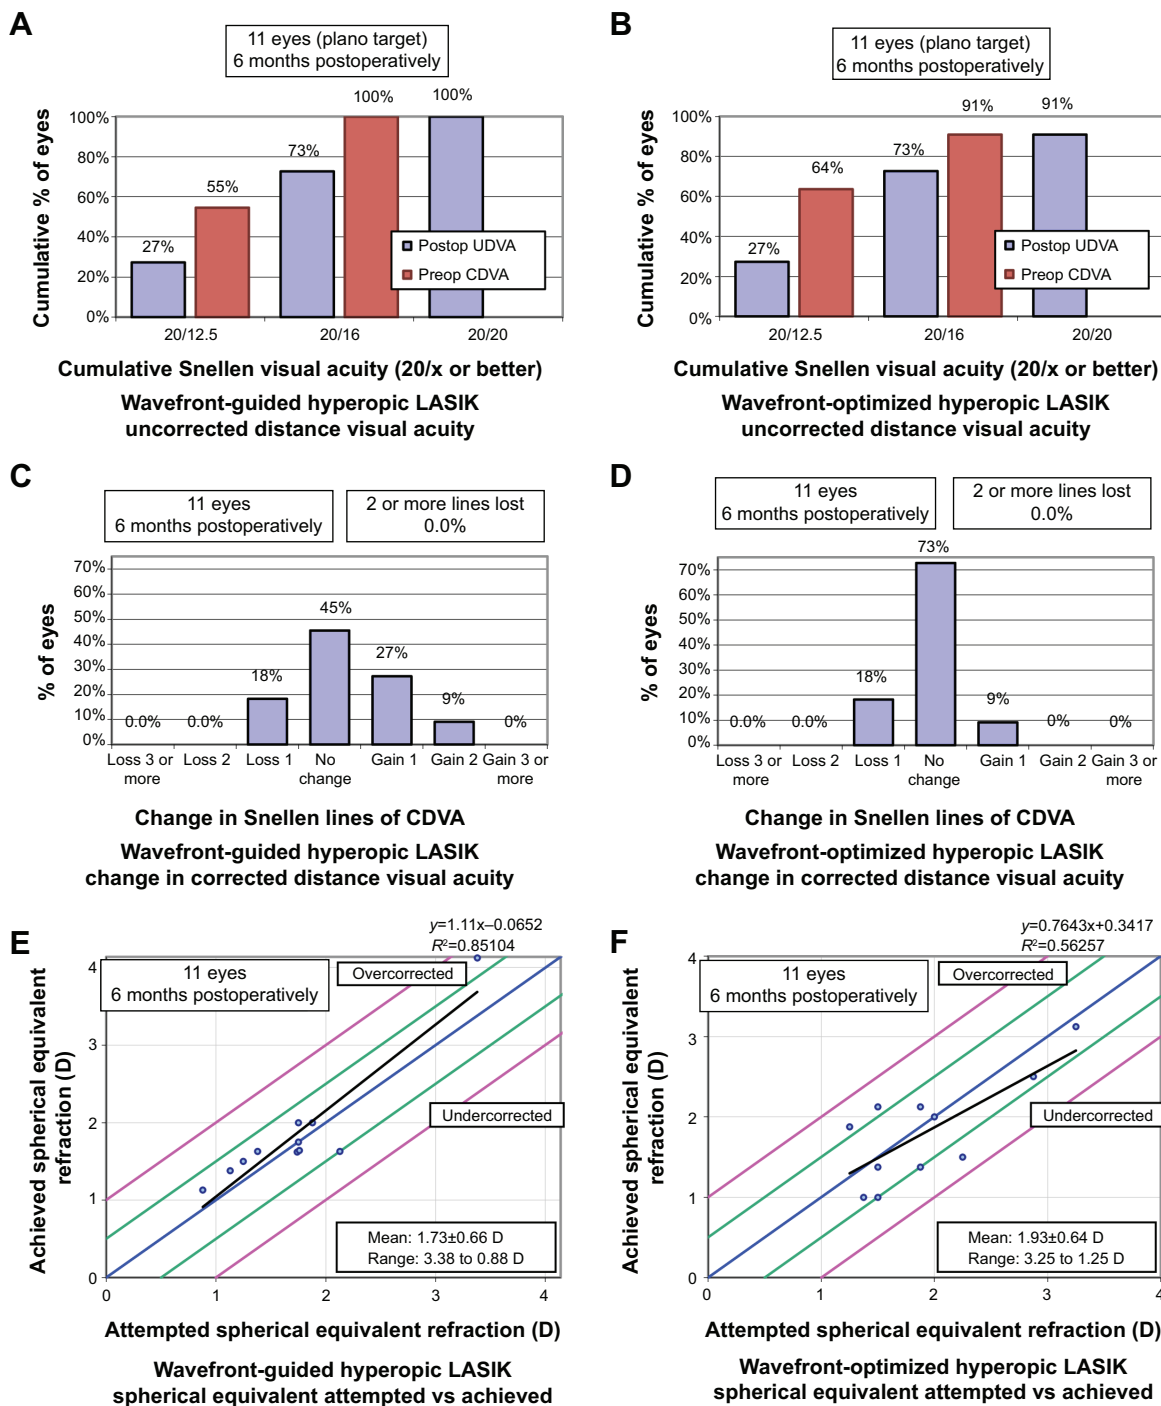 A
11 eyes (plano target)
6 months postoperatively
Cumulative % of eyes
100%
80%
60%
40%
20%
0%
27%
55%
73%
100%
100%
Postop UDVA
Preop CDVA
20/12.5
20/16
20/20
Cumulative Snellen visual acuity (20/x or better)
Wavefront-guided hyperopic LASIK
uncorrected distance visual acuity
B
11 eyes (plano target)
6 months postoperatively
Cumulative % of eyes
100%
80%
60%
40%
20%
0%
27%
64%
73%
91%
91%
Postop UDVA
Preop CDVA
20/12.5
20/16
20/20
Cumulative Snellen visual acuity (20/x or better)
Wavefront-optimized hyperopic LASIK
uncorrected distance visual acuity
C
11 eyes
6 months postoperatively
2 or more lines lost
0.0%
% of eyes
70%
60%
50%
40%
30%
20%
10%
0%
0.0%
0.0%
18%
45%
27%
9%
0%
Loss 3 or
more
Loss 2
Loss 1
No
change
Gain 1
Gain 2
Gain 3 or
more
Change in Snellen lines of CDVA
Wavefront-guided hyperopic LASIK
change in corrected distance visual acuity
D
11 eyes
6 months postoperatively
2 or more lines lost
0.0%
% of eyes
70%
60%
50%
40%
30%
20%
10%
0%
0.0%
0.0%
18%
73%
9%
0%
0%
Loss 3 or
more
Loss 2
Loss 1
No
change
Gain 1
Gain 2
Gain 3 or
more
Change in Snellen lines of CDVA
Wavefront-optimized hyperopic LASIK
change in corrected distance visual acuity
E
y=1.11x–0.0652
R²=0.85104
11 eyes
6 months postoperatively
Overcorrected
Undercorrected
Achieved spherical equivalent
refraction (D)
4
3
2
1
0
Mean: 1.73±0.66 D
Range: 3.38 to 0.88 D
0
1
2
3
4
Attempted spherical equivalent refraction (D)
Wavefront-guided hyperopic LASIK
spherical equivalent attempted vs achieved
F
y=0.7643x+0.3417
R²=0.56257
11 eyes
6 months postoperatively
Overcorrected
Undercorrected
Achieved spherical equivalent
refraction (D)
4
3
2
1
0
Mean: 1.93±0.64 D
Range: 3.25 to 1.25 D
0
1
2
3
4
Attempted spherical equivalent refraction (D)
Wavefront-optimized hyperopic LASIK
spherical equivalent attempted vs achieved